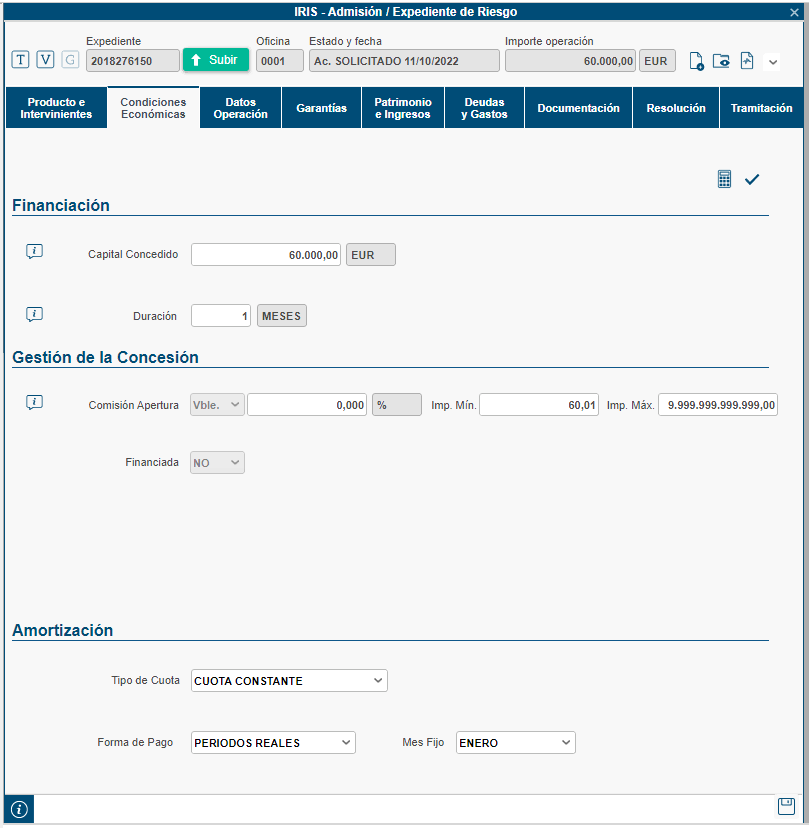 IRIS - Admisión / Expediente de Riesgo
Expediente Oficina Estado y fecha Importe operación
T V G 2018276150 Subir 0001 Ac. SOLICITADO 11/10/2022 60.000,00 EUR
Producto e Intervinientes
Condiciones Económicas
Datos Operación
Garantías
Patrimonio e Ingresos
Deudas y Gastos
Documentación
Resolución
Tramitación
Financiación
i Capital Concedido 60.000,00 EUR
i Duración 1 MESES
Gestión de la Concesión
i Comisión Apertura Vble. 0,000 % Imp. Mín. 60,01 Imp. Máx. 9.999.999.999.999,00
Financiada NO
Amortización
Tipo de Cuota CUOTA CONSTANTE
Forma de Pago PERIODOS REALES Mes Fijo ENERO
i